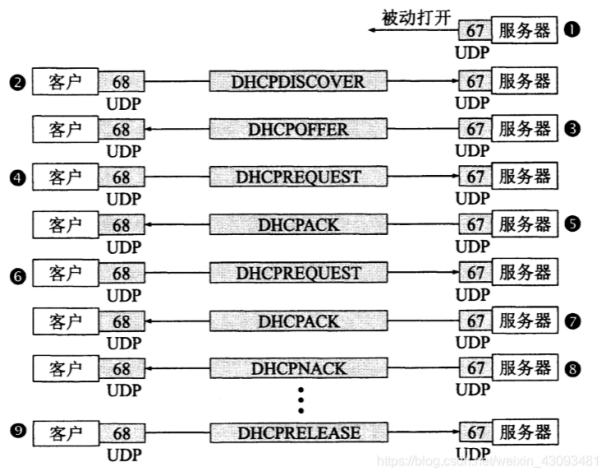 被动打开
67 服务器 ❶
UDP
❷ 客户 68 DHCPDISCOVER 67 服务器
UDP UDP
客户 68 DHCPOFFER 67 服务器 ❸
UDP UDP
❹ 客户 68 DHCPREQUEST 67 服务器
UDP UDP
客户 68 DHCPACK 67 服务器 ❺
UDP UDP
❻ 客户 68 DHCPREQUEST 67 服务器
UDP UDP
客户 68 DHCPACK 67 服务器 ❼
UDP UDP
客户 68 DHCPNACK 67 服务器 ❽
UDP UDP
❾ 客户 68 DHCPRELEASE 67 服务器
UDP UDP
https://blog.csdn.net/weixin_43093481